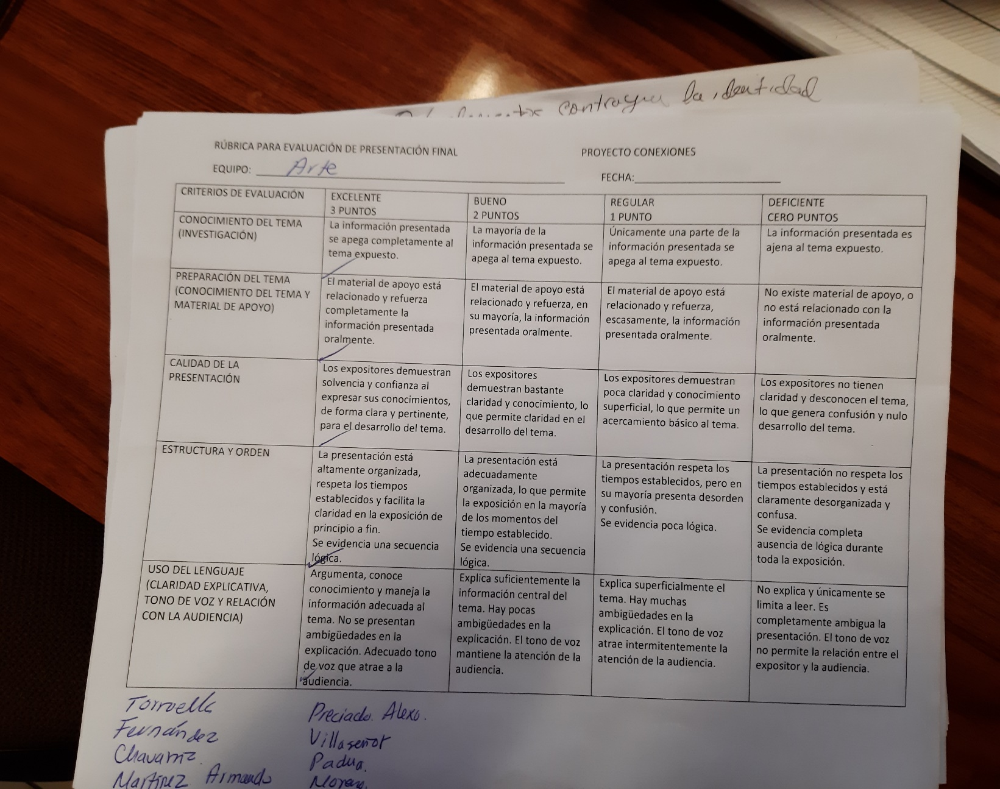 contrayen la identidad
RÚBRICA PARA EVALUACIÓN DE PRESENTACIÓN FINAL PROYECTO CONEXIONES
EQUIPO: Arte FECHA:
CRITERIOS DE EVALUACIÓN
EXCELENTE
3 PUNTOS
BUENO
2 PUNTOS
REGULAR
1 PUNTO
DEFICIENTE
CERO PUNTOS
CONOCIMIENTO DEL TEMA
(INVESTIGACIÓN)
La información presentada
se apega completamente al
tema expuesto.
La mayoría de la
información presentada se
apega al tema expuesto.
Únicamente una parte de la
información presentada se
apega al tema expuesto.
La información presentada es
ajena al tema expuesto.
PREPARACIÓN DEL TEMA
(CONOCIMIENTO DEL TEMA Y
MATERIAL DE APOYO)
El material de apoyo está
relacionado y refuerza
completamente la
información presentada
oralmente.
El material de apoyo está
relacionado y refuerza, en
su mayoría, la información
presentada oralmente.
El material de apoyo está
relacionado y refuerza,
escasamente, la información
presentada oralmente.
No existe material de apoyo, o
no está relacionado con la
información presentada
oralmente.
CALIDAD DE LA
PRESENTACIÓN
Los expositores demuestran
solvencia y confianza al
expresar sus conocimientos,
de forma clara y pertinente,
para el desarrollo del tema.
Los expositores
demuestran bastante
claridad y conocimiento, lo
que permite claridad en el
desarrollo del tema.
Los expositores demuestran
poca claridad y conocimiento
superficial, lo que permite un
acercamiento básico al tema.
Los expositores no tienen
claridad y desconocen el tema,
lo que genera confusión y nulo
desarrollo del tema.
ESTRUCTURA Y ORDEN
La presentación está
altamente organizada,
respeta los tiempos
establecidos y facilita la
claridad en la exposición de
principio a fin.
Se evidencia una secuencia
lógica.
La presentación está
adecuadamente
organizada, lo que permite
la exposición en la mayoría
de los momentos del
tiempo establecido.
Se evidencia una secuencia
lógica.
La presentación respeta los
tiempos establecidos, pero en
su mayoría presenta desorden
y confusión.
Se evidencia poca lógica.
La presentación no respeta los
tiempos establecidos y está
claramente desorganizada y
confusa.
Se evidencia completa
ausencia de lógica durante
toda la exposición.
USO DEL LENGUAJE
(CLARIDAD EXPLICATIVA,
TONO DE VOZ Y RELACIÓN
CON LA AUDIENCIA)
Argumenta, conoce
conocimiento y maneja la
información adecuada al
tema. No se presentan
ambigüedades en la
explicación. Adecuado tono
de voz que atrae a la
audiencia.
Explica suficientemente la
información central del
tema. Hay pocas
ambigüedades en la
explicación. El tono de voz
mantiene la atención de la
audiencia.
Explica superficialmente el
tema. Hay muchas
ambigüedades en la
explicación. El tono de voz
atrae intermitentemente la
atención de la audiencia.
No explica y únicamente se
limita a leer. Es
completamente ambigua la
presentación. El tono de voz
no permite la relación entre el
expositor y la audiencia.
Torruella
Fernández
Chavarriz.
Martínez Armando
Preciado. Alexo.
Villaseñor
Padua.
Moreno.